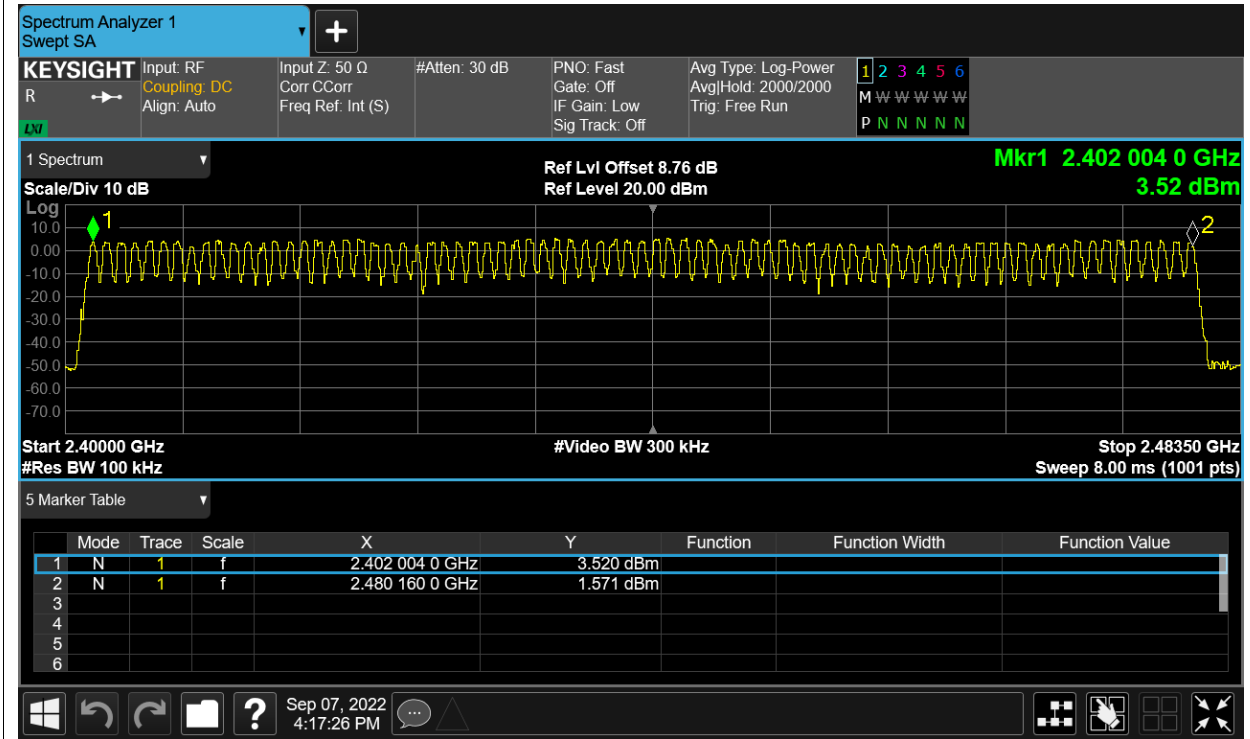 Spectrum Analyzer 1
Swept SA
+
KEYSIGHT
R
LXI
Input: RF
Coupling: DC
Align: Auto
Input Z: 50 Ω
Corr CCorr
Freq Ref: Int (S)
#Atten: 30 dB
PNO: Fast
Gate: Off
IF Gain: Low
Sig Track: Off
Avg Type: Log-Power
Avg|Hold: 2000/2000
Trig: Free Run
1 2 3 4 5 6
M W W W W W W
P N N N N N N
1 Spectrum
Scale/Div 10 dB
Ref Lvl Offset 8.76 dB
Ref Level 20.00 dBm
Mkr1 2.402 004 0 GHz
3.52 dBm
Log
10.0
0.00
-10.0
-20.0
-30.0
-40.0
-50.0
-60.0
-70.0
1
2
Start 2.40000 GHz
#Res BW 100 kHz
#Video BW 300 kHz
Stop 2.48350 GHz
Sweep 8.00 ms (1001 pts)
5 Marker Table
Mode Trace Scale X Y Function Function Width Function Value
1 N 1 f 2.402 004 0 GHz 3.520 dBm
2 N 1 f 2.480 160 0 GHz 1.571 dBm
3
4
5
6
?
Sep 07, 2022
4:17:26 PM